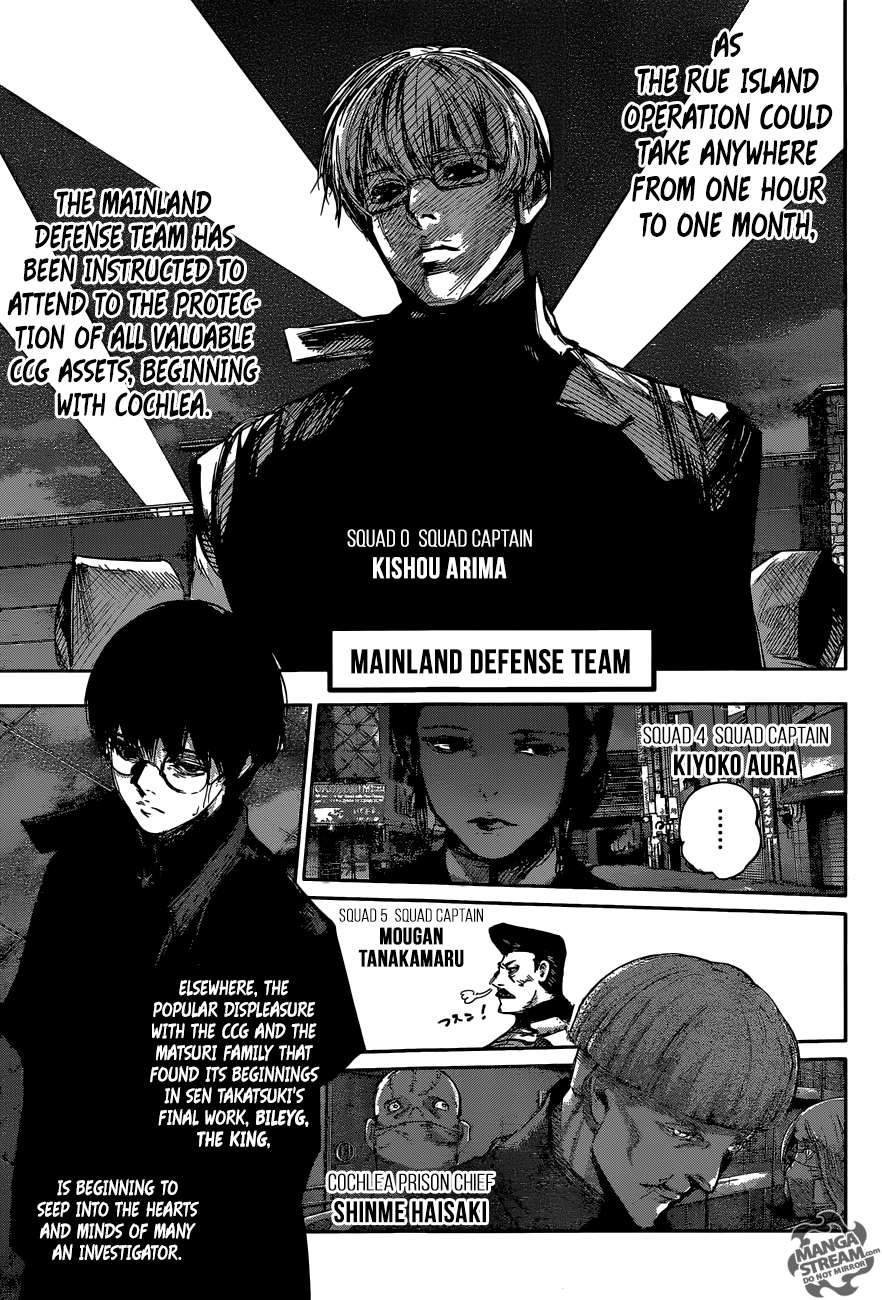 AS
THE RUE ISLAND
OPERATION COULD
TAKE ANYWHERE
FROM ONE HOUR
TO ONE MONTH,
THE MAINLAND
DEFENSE TEAM HAS
BEEN INSTRUCTED TO
ATTEND TO THE PROTEC-
TION OF ALL VALUABLE
CCG ASSETS, BEGINNING
WITH COCHLEA.
SQUAD 0 SQUAD CAPTAIN
KISHOU ARIMA
MAINLAND DEFENSE TEAM
SQUAD 4 SQUAD CAPTAIN
KIYOKO AURA
......
SQUAD 5 SQUAD CAPTAIN
MOUGAN
TANAKAMARU
フスン!
ELSEWHERE, THE
POPULAR DISPLEASURE
WITH THE CCG AND THE
MATSURI FAMILY THAT
FOUND ITS BEGINNINGS
IN SEN TAKATSUKI'S
FINAL WORK, BILEYG,
THE KING,
COCHLEA PRISON CHIEF
SHINME HAISAKI
IS BEGINNING TO
SEEP INTO THE HEARTS
AND MINDS OF MANY
AN INVESTIGATOR.
MANGA
STREAM.com
DO NOT MIRROR